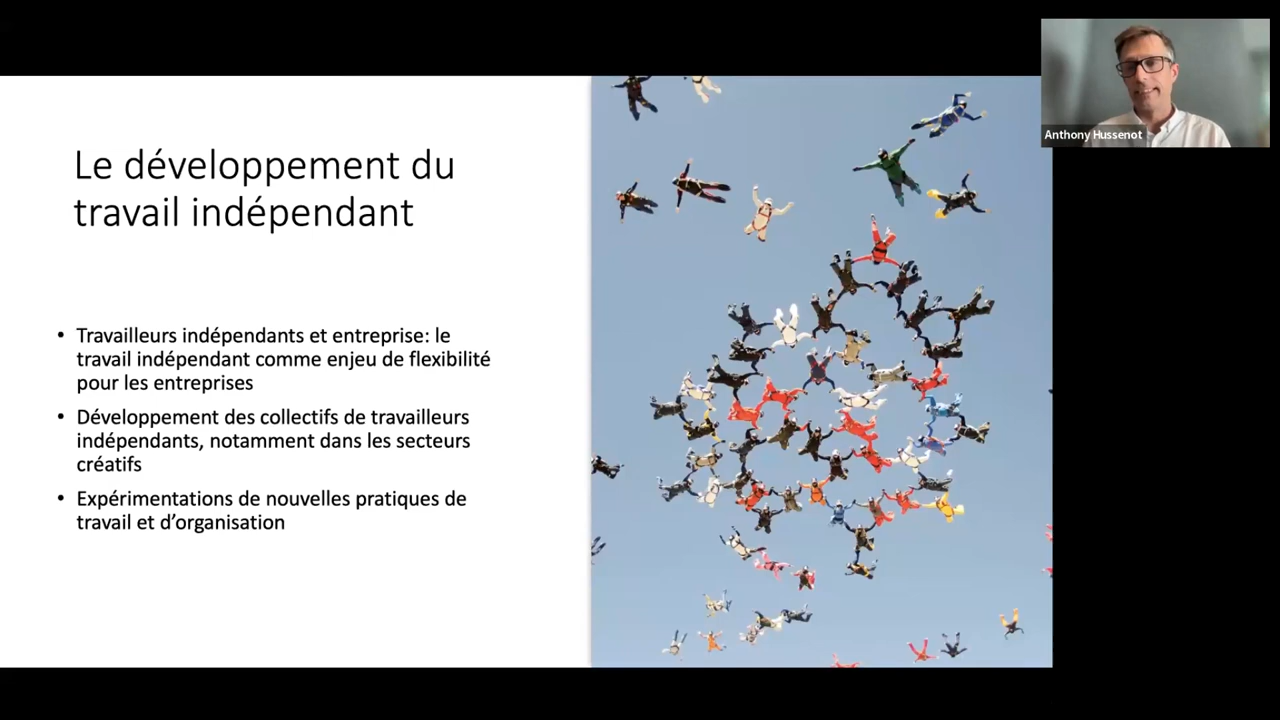 Le développement du
travail indépendant
• Travailleurs indépendants et entreprise: le
travail indépendant comme enjeu de flexibilité
pour les entreprises
• Développement des collectifs de travailleurs
indépendants, notamment dans les secteurs
créatifs
• Expérimentations de nouvelles pratiques de
travail et d’organisation
Anthony Hussenot